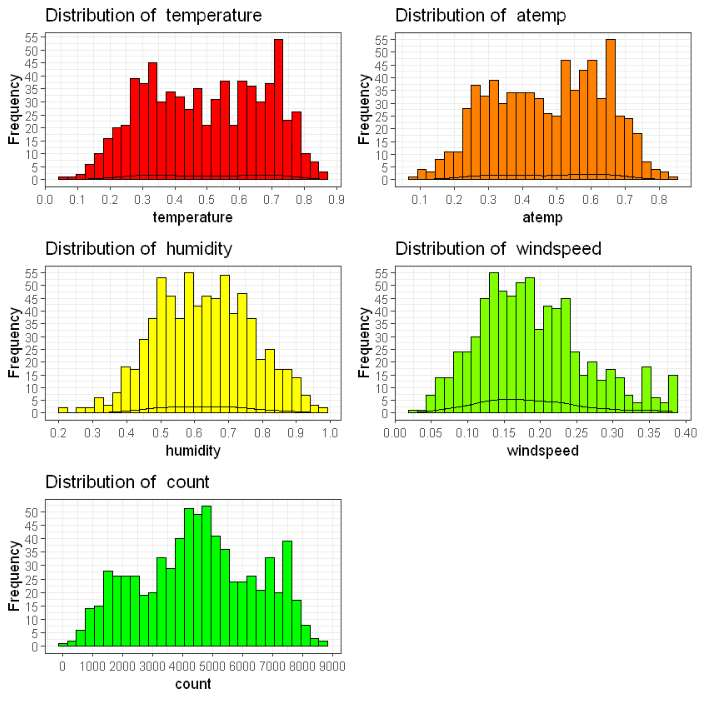 Distribution of temperature
Frequency
55
50
45
40
35
30
25
20
15
10
5
0
0.0 0.1 0.2 0.3 0.4 0.5 0.6 0.7 0.8 0.9
temperature
Distribution of atemp
Frequency
55
50
45
40
35
30
25
20
15
10
5
0
0.1 0.2 0.3 0.4 0.5 0.6 0.7 0.8
atemp
Distribution of humidity
Frequency
55
50
45
40
35
30
25
20
15
10
5
0
0.2 0.3 0.4 0.5 0.6 0.7 0.8 0.9 1.0
humidity
Distribution of windspeed
Frequency
55
50
45
40
35
30
25
20
15
10
5
0
0.00 0.05 0.10 0.15 0.20 0.25 0.30 0.35 0.40
windspeed
Distribution of count
Frequency
50
45
40
35
30
25
20
15
10
5
0
0 1000 2000 3000 4000 5000 6000 7000 8000 9000
count